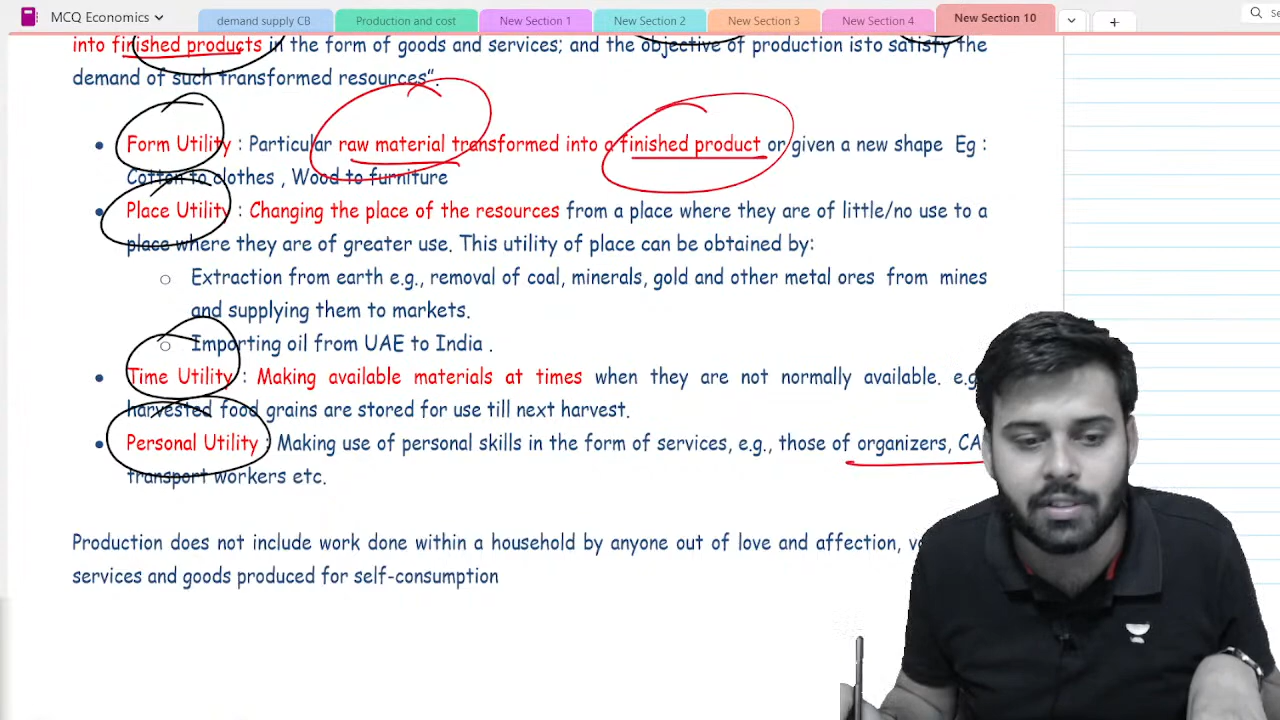 MCQ Economics
demand supply CB
Production and cost
New Section 1
New Section 2
New Section 3
New Section 4
New Section 10
into finished products in the form of goods and services; and the objective of production isto satisfy the
demand of such transformed resources”.
• Form Utility : Particular raw material transformed into a finished product or given a new shape Eg :
Cotton to clothes , Wood to furniture
• Place Utility : Changing the place of the resources from a place where they are of little/no use to a
place where they are of greater use. This utility of place can be obtained by:
○ Extraction from earth e.g., removal of coal, minerals, gold and other metal ores from mines
and supplying them to markets.
○ Importing oil from UAE to India .
• Time Utility : Making available materials at times when they are not normally available. e.g
harvested food grains are stored for use till next harvest.
• Personal Utility : Making use of personal skills in the form of services, e.g., those of organizers, CA
transport workers etc.
Production does not include work done within a household by anyone out of love and affection,
services and goods produced for self-consumption